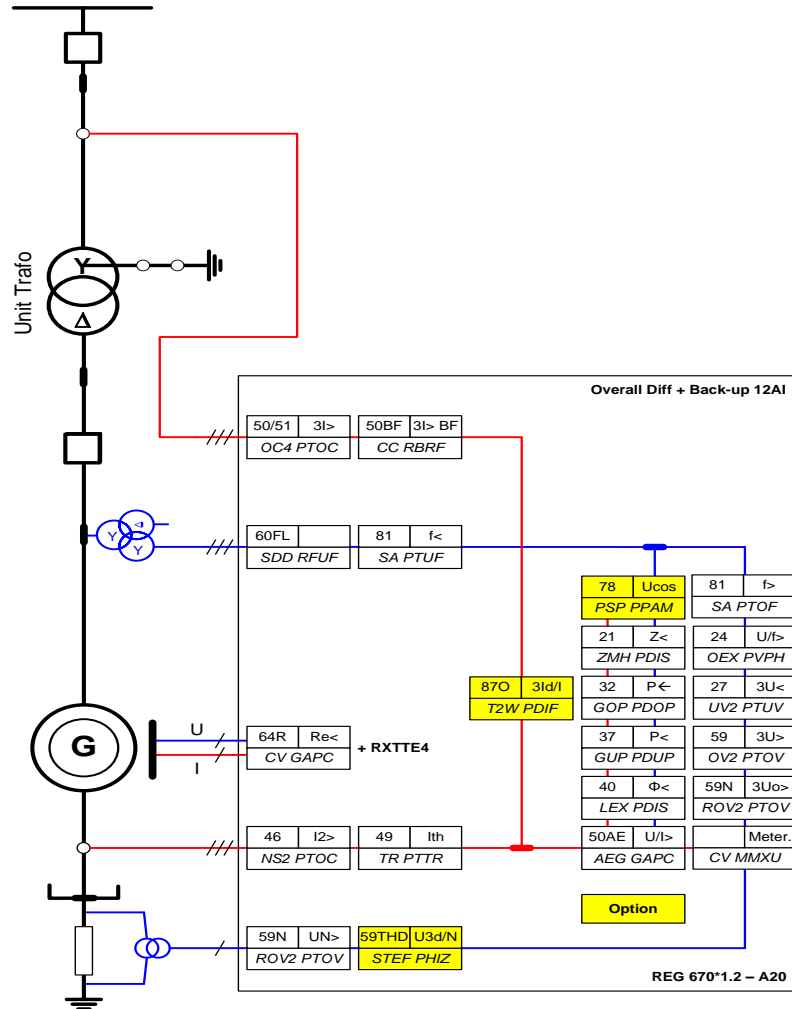 Y
Unit Trafo
Δ
Overall Diff + Back-up 12AI
50/51 3I>
OC4 PTOC
50BF 3I> BF
CC RBRF
Y Δ
Y
60FL
SDD RFUF
81 f<
SA PTUF
78 Ucos
PSP PPAM
81 f>
SA PTOF
21 Z<
ZMH PDIS
24 U/f>
OEX PVPH
87O 3Id/I
T2W PDIF
32 P←
GOP PDOP
27 3U<
UV2 PTUV
G
U
I
64R Re<
CV GAPC
+ RXTTE4
37 P<
GUP PDUP
59 3U>
OV2 PTOV
40 Φ<
LEX PDIS
59N 3Uo>
ROV2 PTOV
46 I2>
NS2 PTOC
49 Ith
TR PTTR
50AE U/I>
AEG GAPC
Meter.
CV MMXU
Option
59N UN>
ROV2 PTOV
59THD U3d/N
STEF PHIZ
REG 670*1.2 – A20